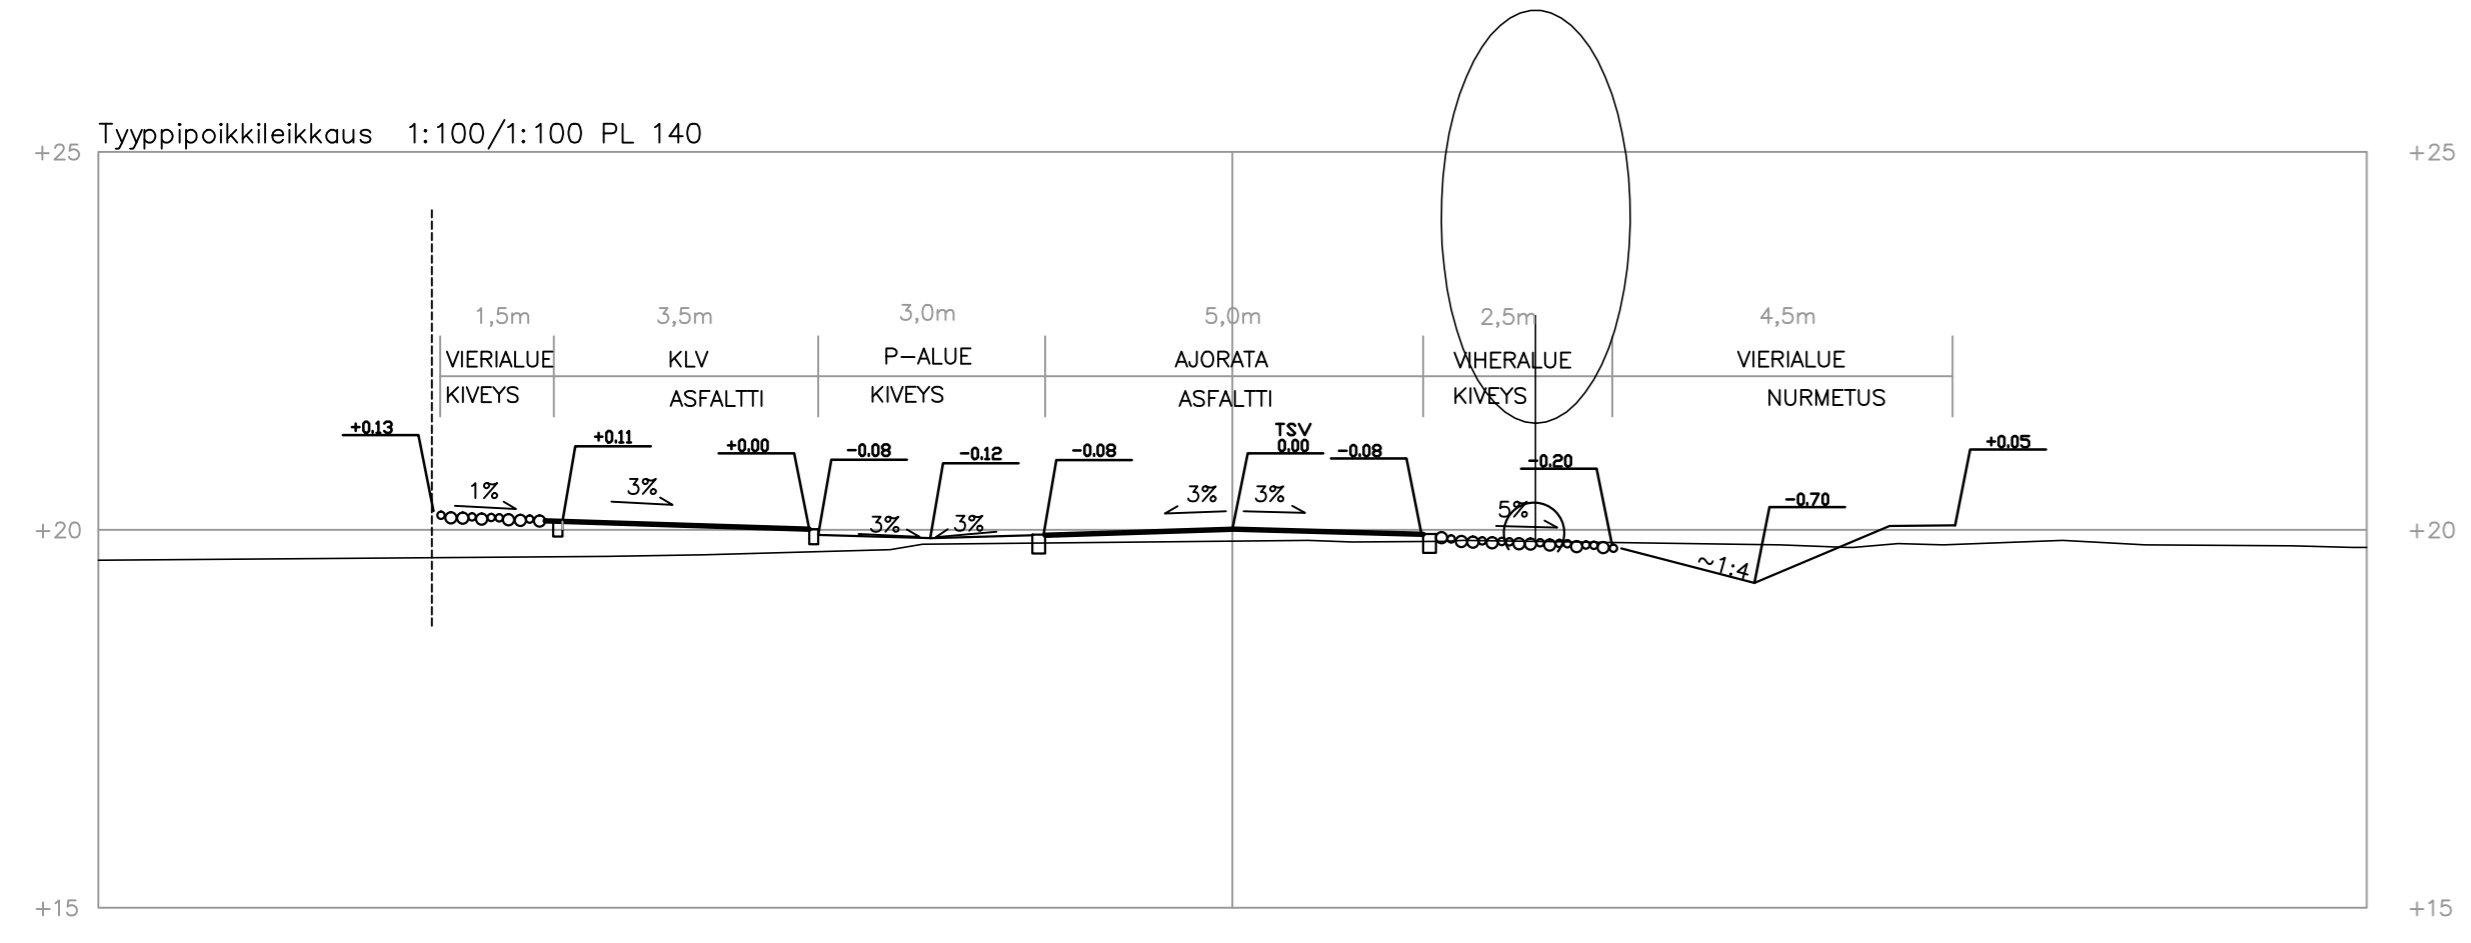 Tyyppipoikkileikkaus 1:100/1:100 PL 140
+25 +25
1,5m 3,5m 3,0m 5,0m 2,5m 4,5m
VIERIALUE KLV P-ALUE AJORATA VIHERALUE VIERIALUE
KIVEYS ASFALTTI KIVEYS ASFALTTI KIVEYS NURMETUS
TSV
+0.13 +0.11 +0.00 -0.08 -0.12 -0.08 0.00 -0.08 -0.20 -0.70 +0.05
1% 3% 3% 3% 3% 3% 5% ~1:4
+20 +20
+15 +15